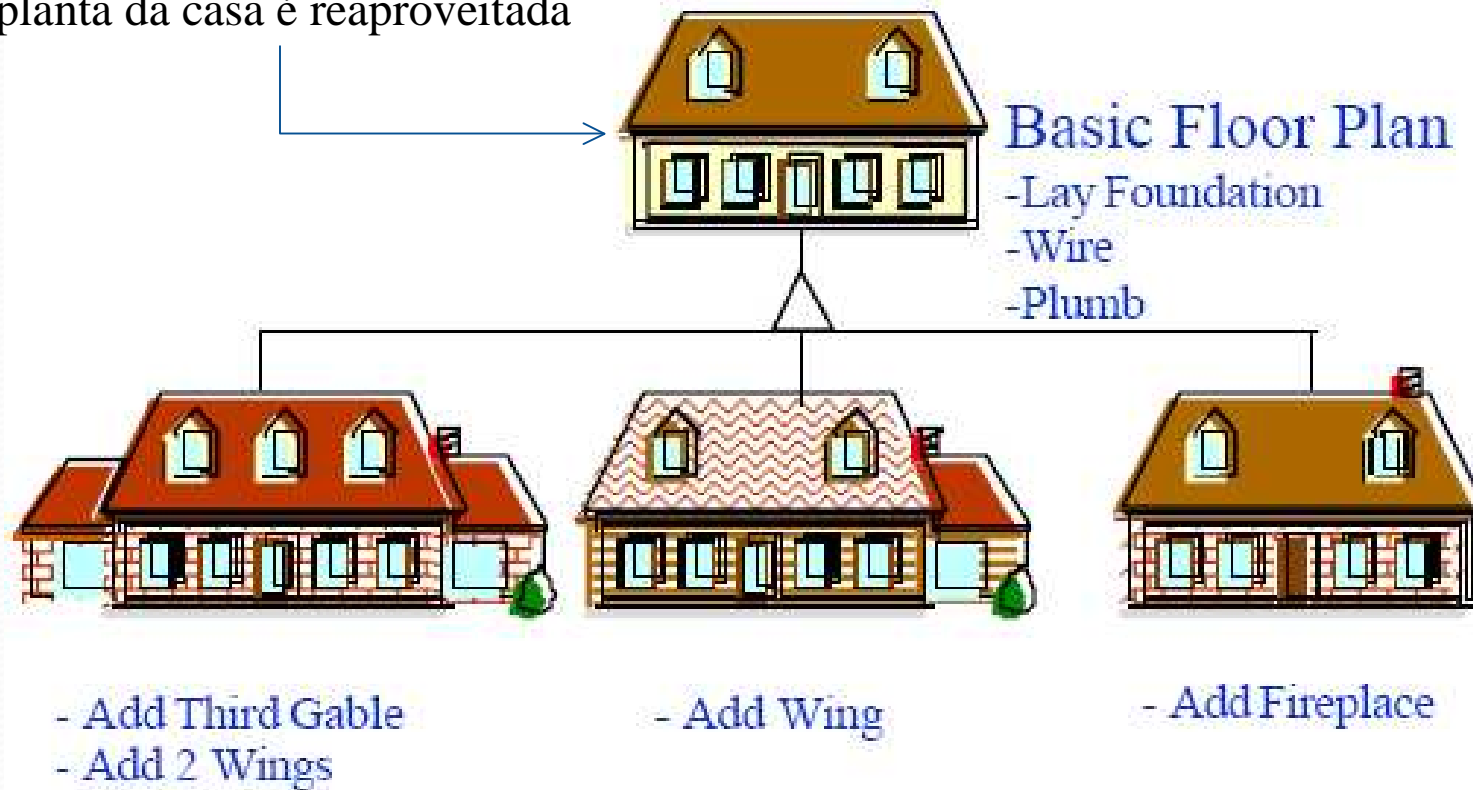 planta da casa é reaproveitada
Basic Floor Plan
-Lay Foundation
-Wire
-Plumb
- Add Third Gable
- Add 2 Wings
- Add Wing
- Add Fireplace